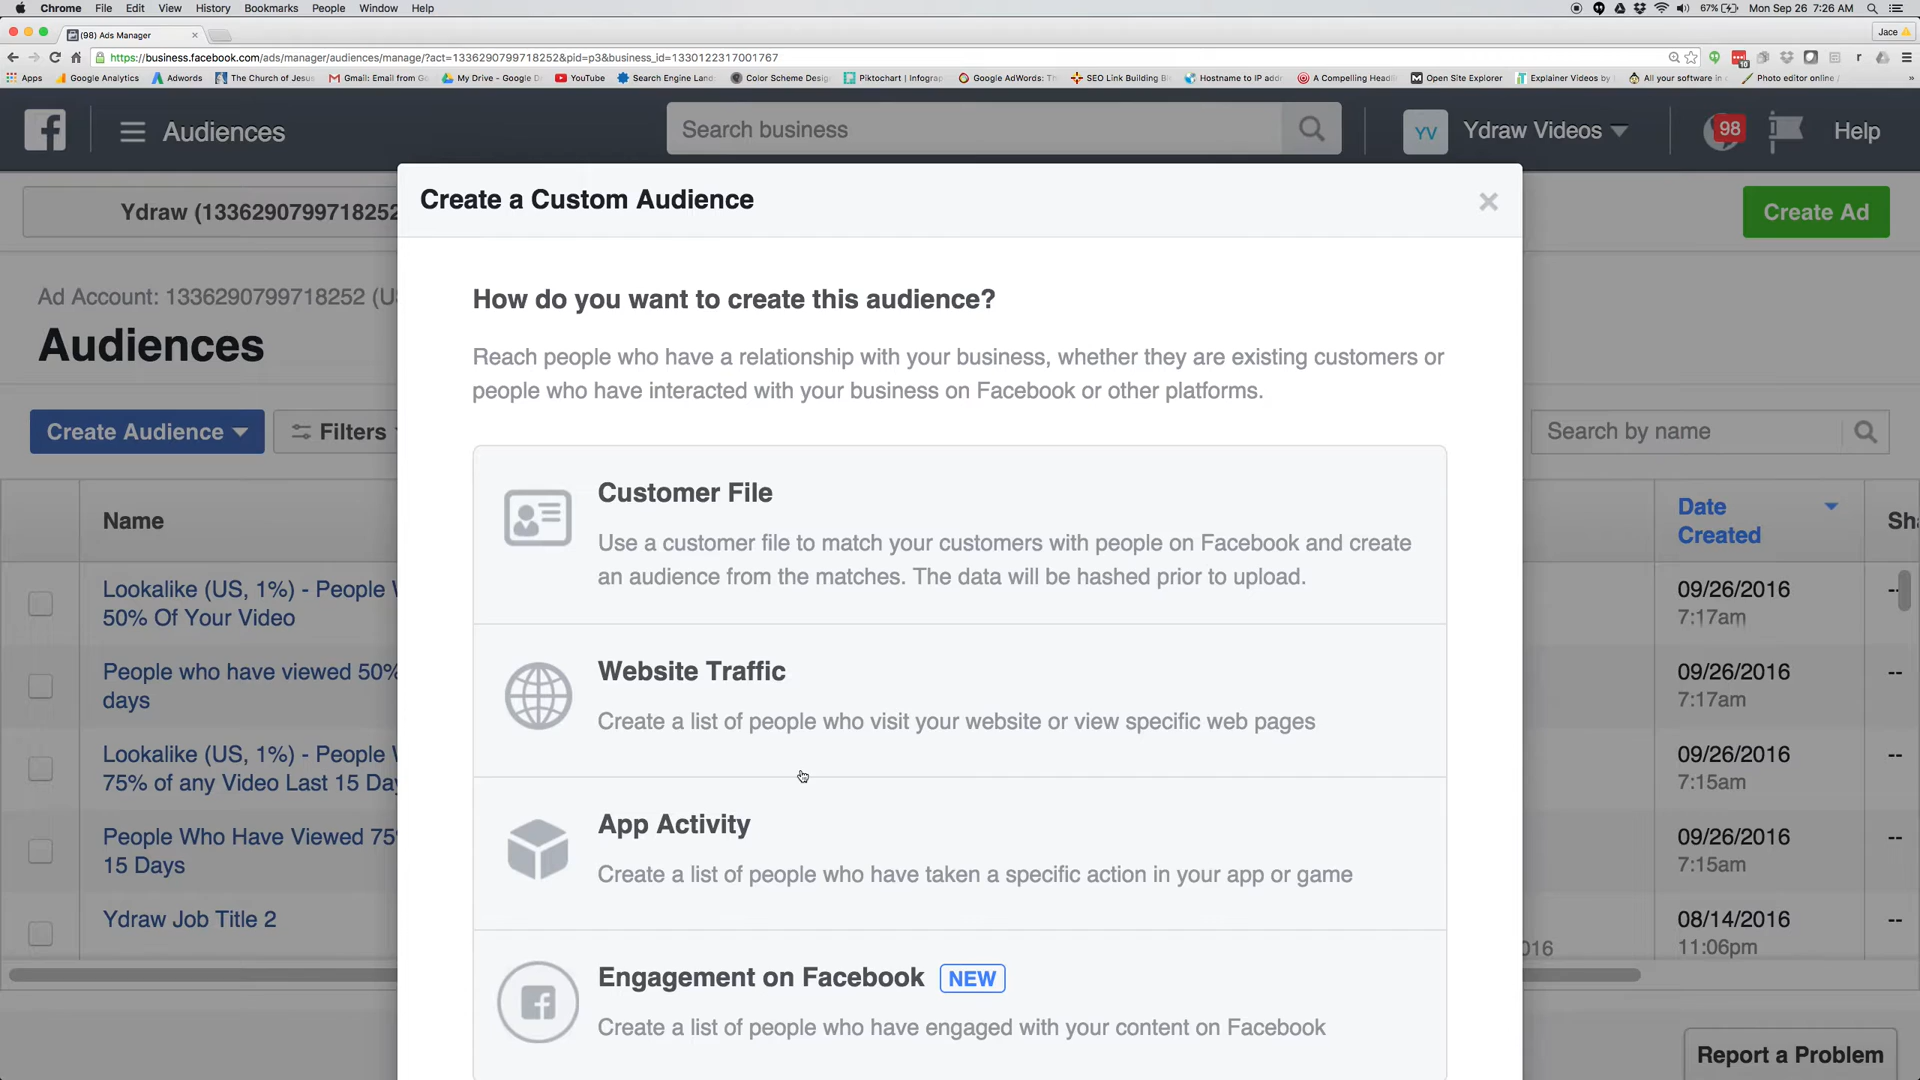 Chrome File Edit View History Bookmarks People Window Help 67% Mon Sep 26 7:26 AM
(98) Ads Manager Jace
https://business.facebook.com/ads/manager/audiences/manage/?act=1336290799718252&pid=p3&business_id=1330122317001767
Apps Google Analytics Adwords The Church of Jesus Gmail: Email from Go My Drive - Google D YouTube Search Engine Land Color Scheme Desig Piktochart | Infograp Google AdWords: Th SEO Link Building Bl Hostname to IP addr A Compelling Headl Open Site Explorer Explainer Videos by All your software in Photo editor online /
Audiences Search business YV Ydraw Videos 98 Help
Create a Custom Audience
Ydraw (1336290799718252 Create Ad
How do you want to create this audience?
Ad Account: 1336290799718252 (U
Audiences
Reach people who have a relationship with your business, whether they are existing customers or
people who have interacted with your business on Facebook or other platforms.
Create Audience Filters Search by name
Customer File
Use a customer file to match your customers with people on Facebook and create
an audience from the matches. The data will be hashed prior to upload.
Name Date
Created Sh
Lookalike (US, 1%) - People
50% Of Your Video
09/26/2016
7:17am --
Website Traffic
Create a list of people who visit your website or view specific web pages
People who have viewed 50%
days
09/26/2016
7:17am --
Lookalike (US, 1%) - People
75% of any Video Last 15 Da
09/26/2016
7:15am --
App Activity
Create a list of people who have taken a specific action in your app or game
People Who Have Viewed 75
15 Days
09/26/2016
7:15am --
Ydraw Job Title 2
08/14/2016
11:06pm --
016
Engagement on Facebook NEW
Create a list of people who have engaged with your content on Facebook
Report a Problem